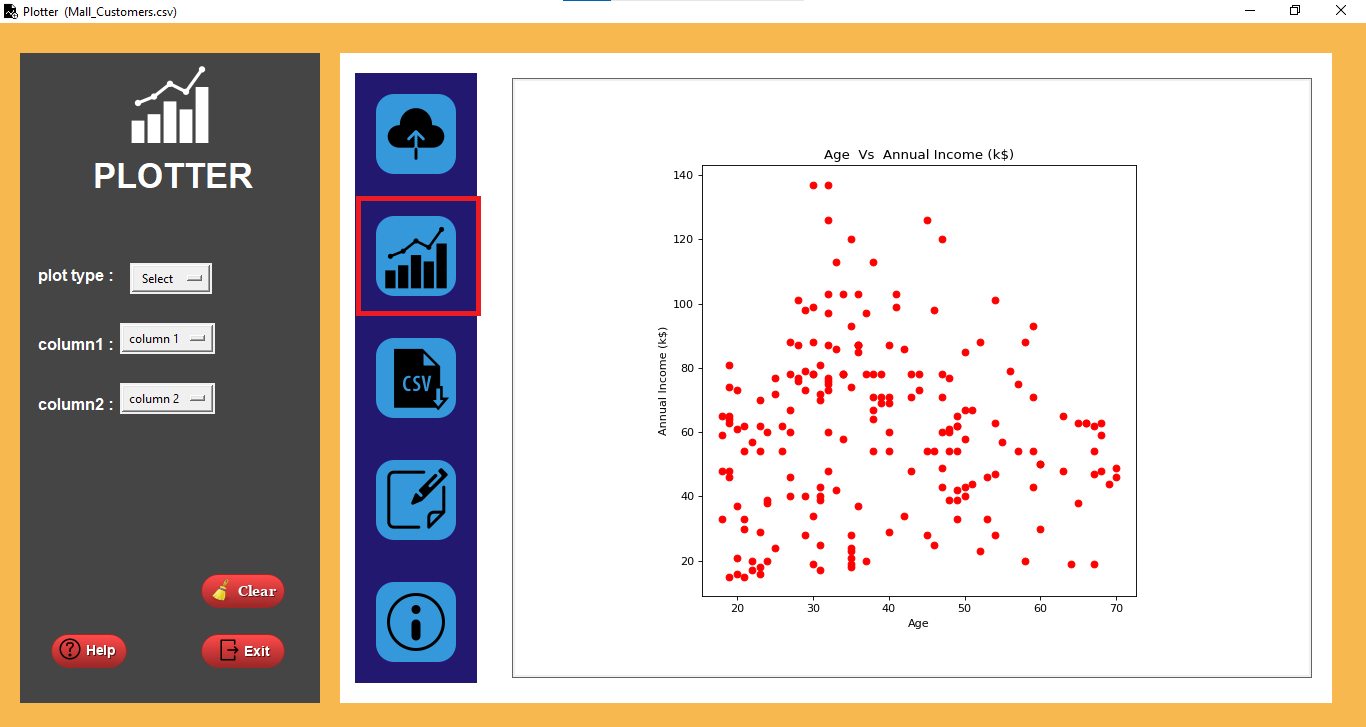 Plotter (Mall_Customers.csv)
PLOTTER
plot type : Select
column1 : column 1
column2 : column 2
Clear
Help
Exit
CSV
Age Vs Annual Income (k$)
140
120
100
80
60
40
20
Annual Income (k$)
20 30 40 50 60 70
Age